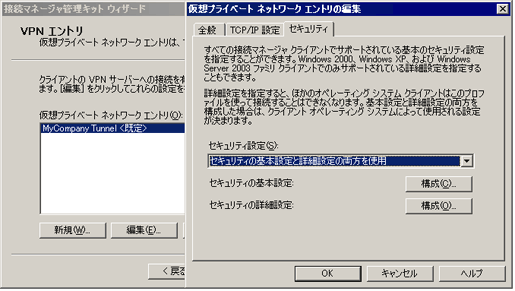 接続マネージャ管理キット ウィザード
VPN エントリ
仮想プライベート ネットワーク エントリは、
クライアントの VPN サーバーへの接続を有
ます。[編集] をクリックしてこれらの設定を
仮想プライベート ネットワーク エントリ(O):
MyCompany Tunnel <既定>
新規(W)...
編集(E)...
< 戻る
仮想プライベート ネットワーク エントリの編集
全般
TCP/IP 設定
セキュリティ
すべての接続マネージャ クライアントでサポートされている基本のセキュリティ設定
を指定することができます。Windows 2000、Windows XP、および Windows
Server 2003 ファミリ クライアントでのみサポートされている詳細設定を指定するこ
ともできます。
詳細設定を指定すると、ほかのオペレーティング システム クライアントはこのプロフ
ァイルを使って接続することはできなくなります。基本設定と詳細設定の両方を
構成した場合は、クライアント オペレーティング システムによって使用される設定
が決まります。
セキュリティ設定(S):
セキュリティの基本設定と詳細設定の両方を使用
セキュリティの基本設定:
構成(C)...
セキュリティの詳細設定:
構成(O)...
OK
キャンセル
ヘルプ